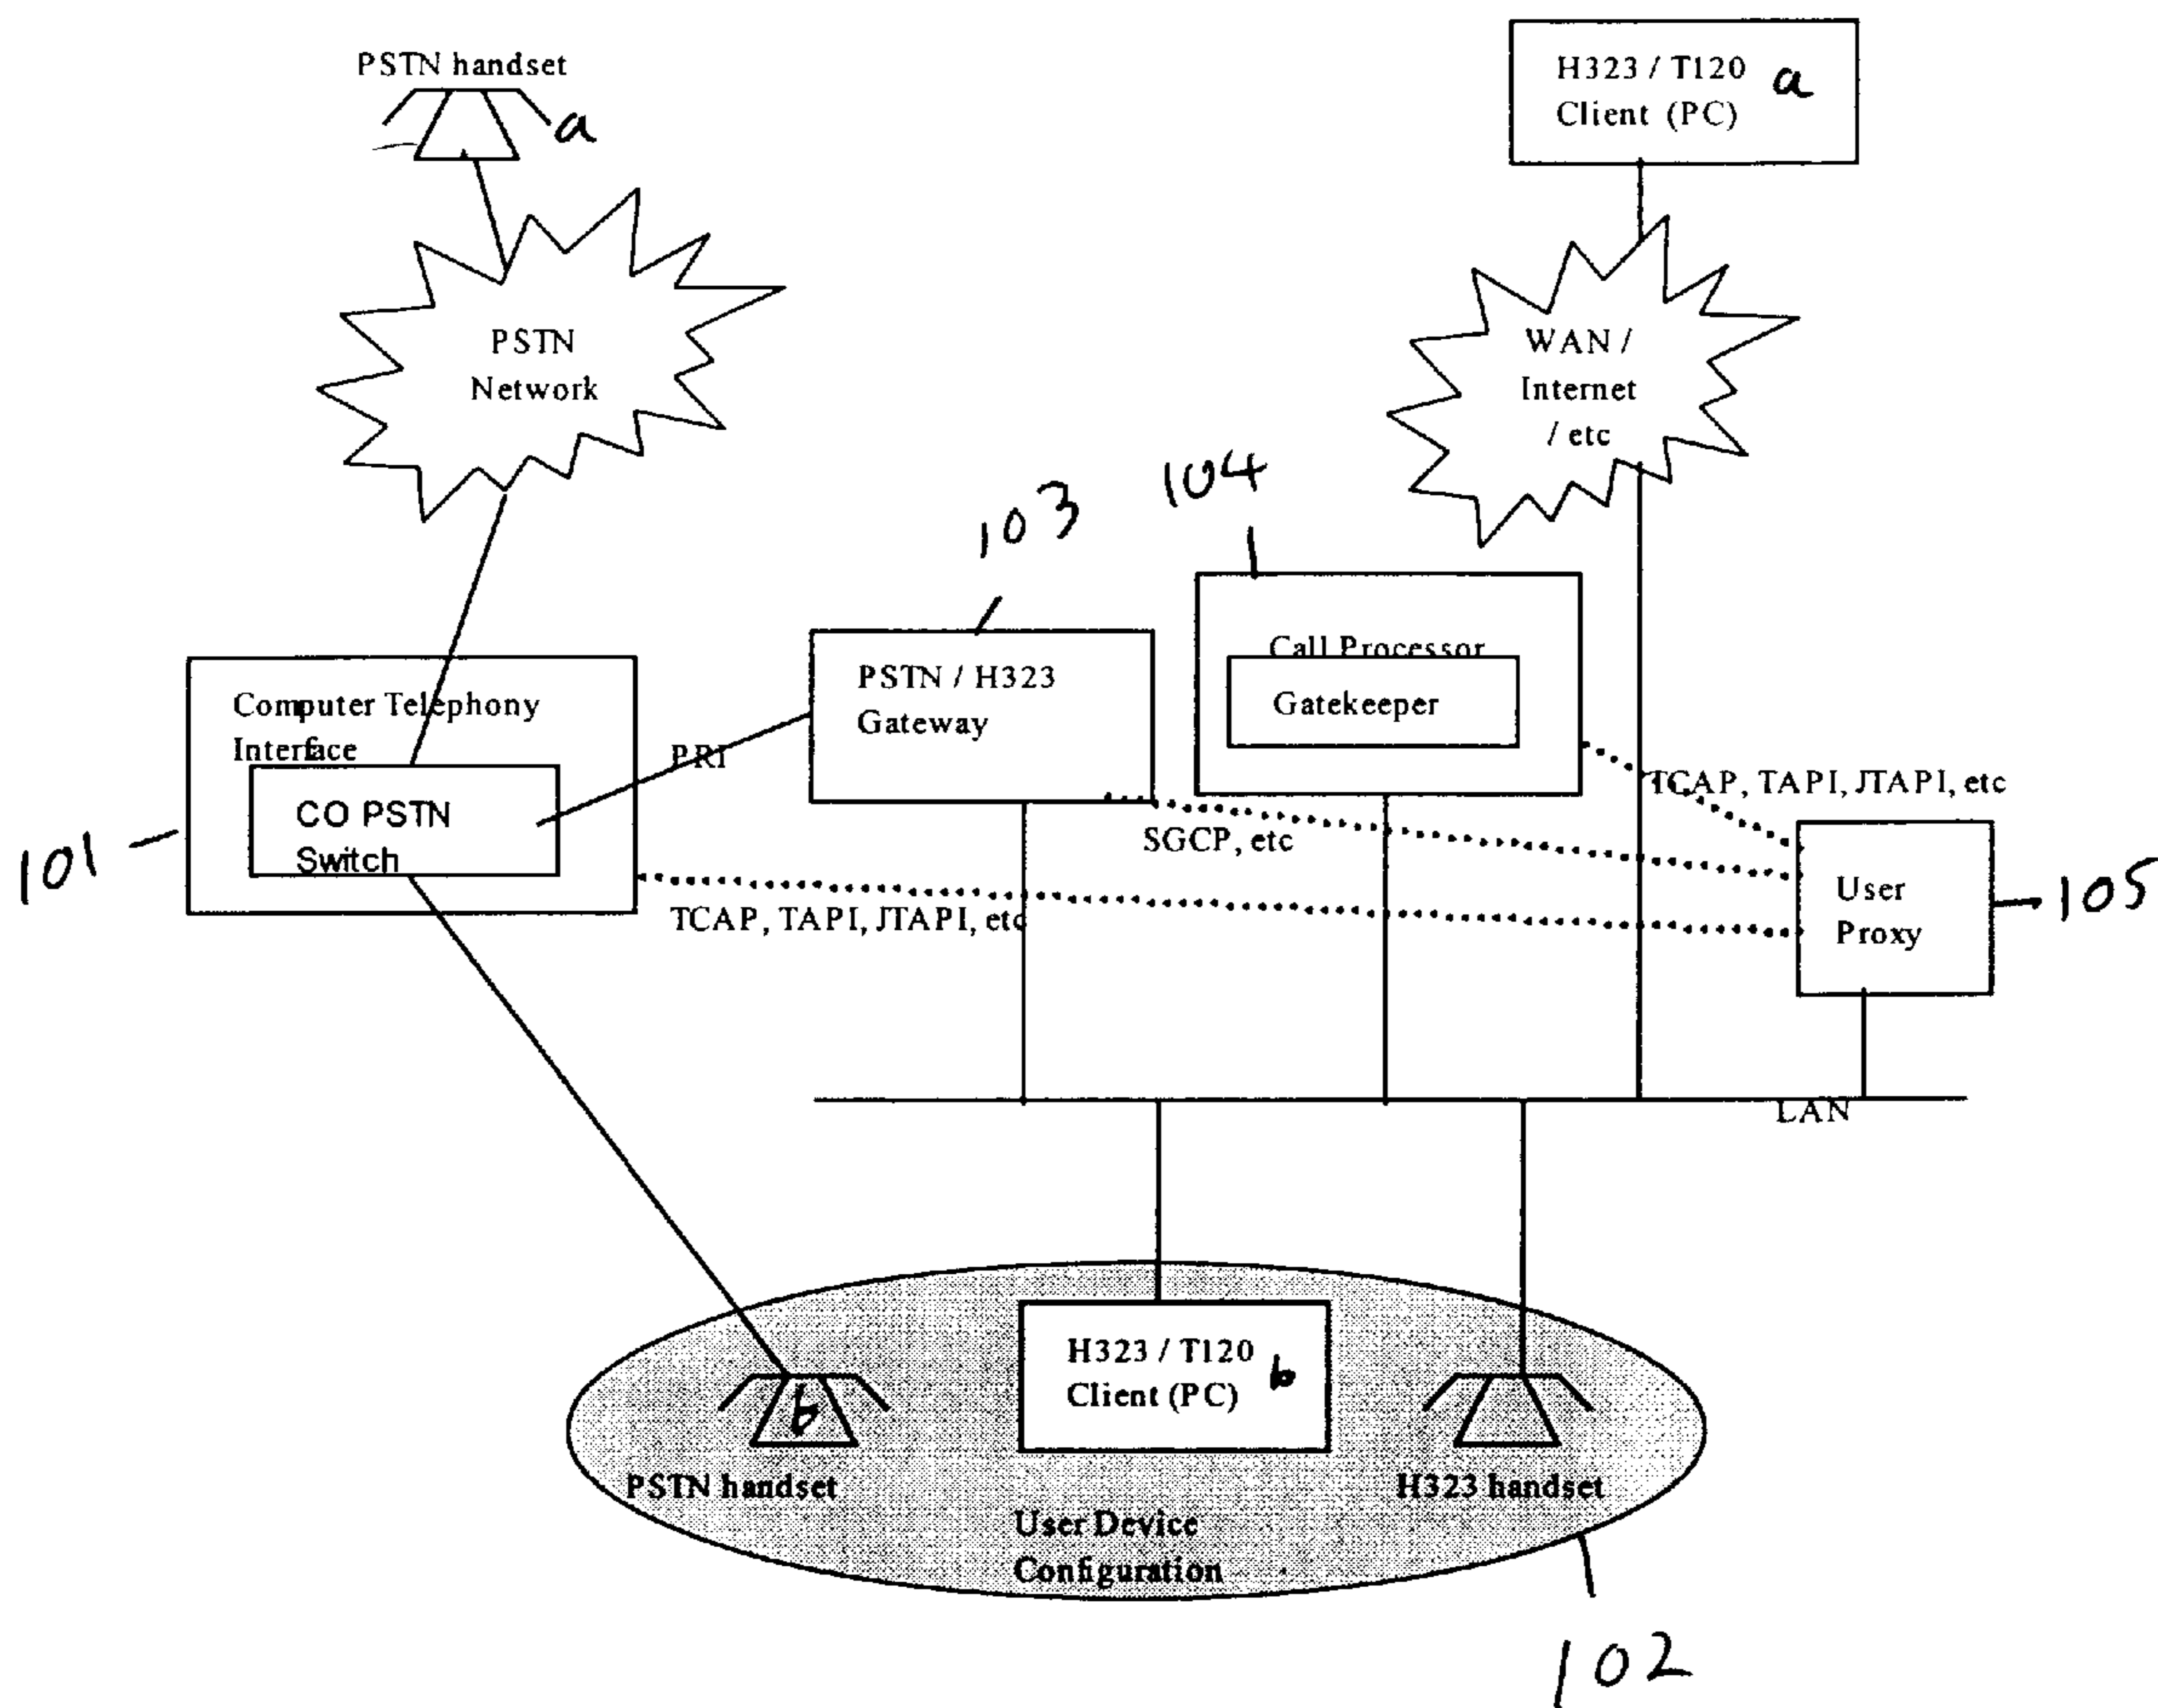 PSTN handset
a
H323 / T120
Client (PC)
a
PSTN
Network
WAN /
Internet
/ etc
103
104
Computer Telephony
Interface
CO PSTN
Switch
101
PRI
PSTN / H323
Gateway
Call Processor
Gatekeeper
TCAP, TAPI, JTAPI, etc
SGCP, etc
TCAP, TAPI, JTAPI, etc
User
Proxy
105
LAN
b
PSTN handset
H323 / T120
Client (PC)
b
H323 handset
User Device
Configuration
102